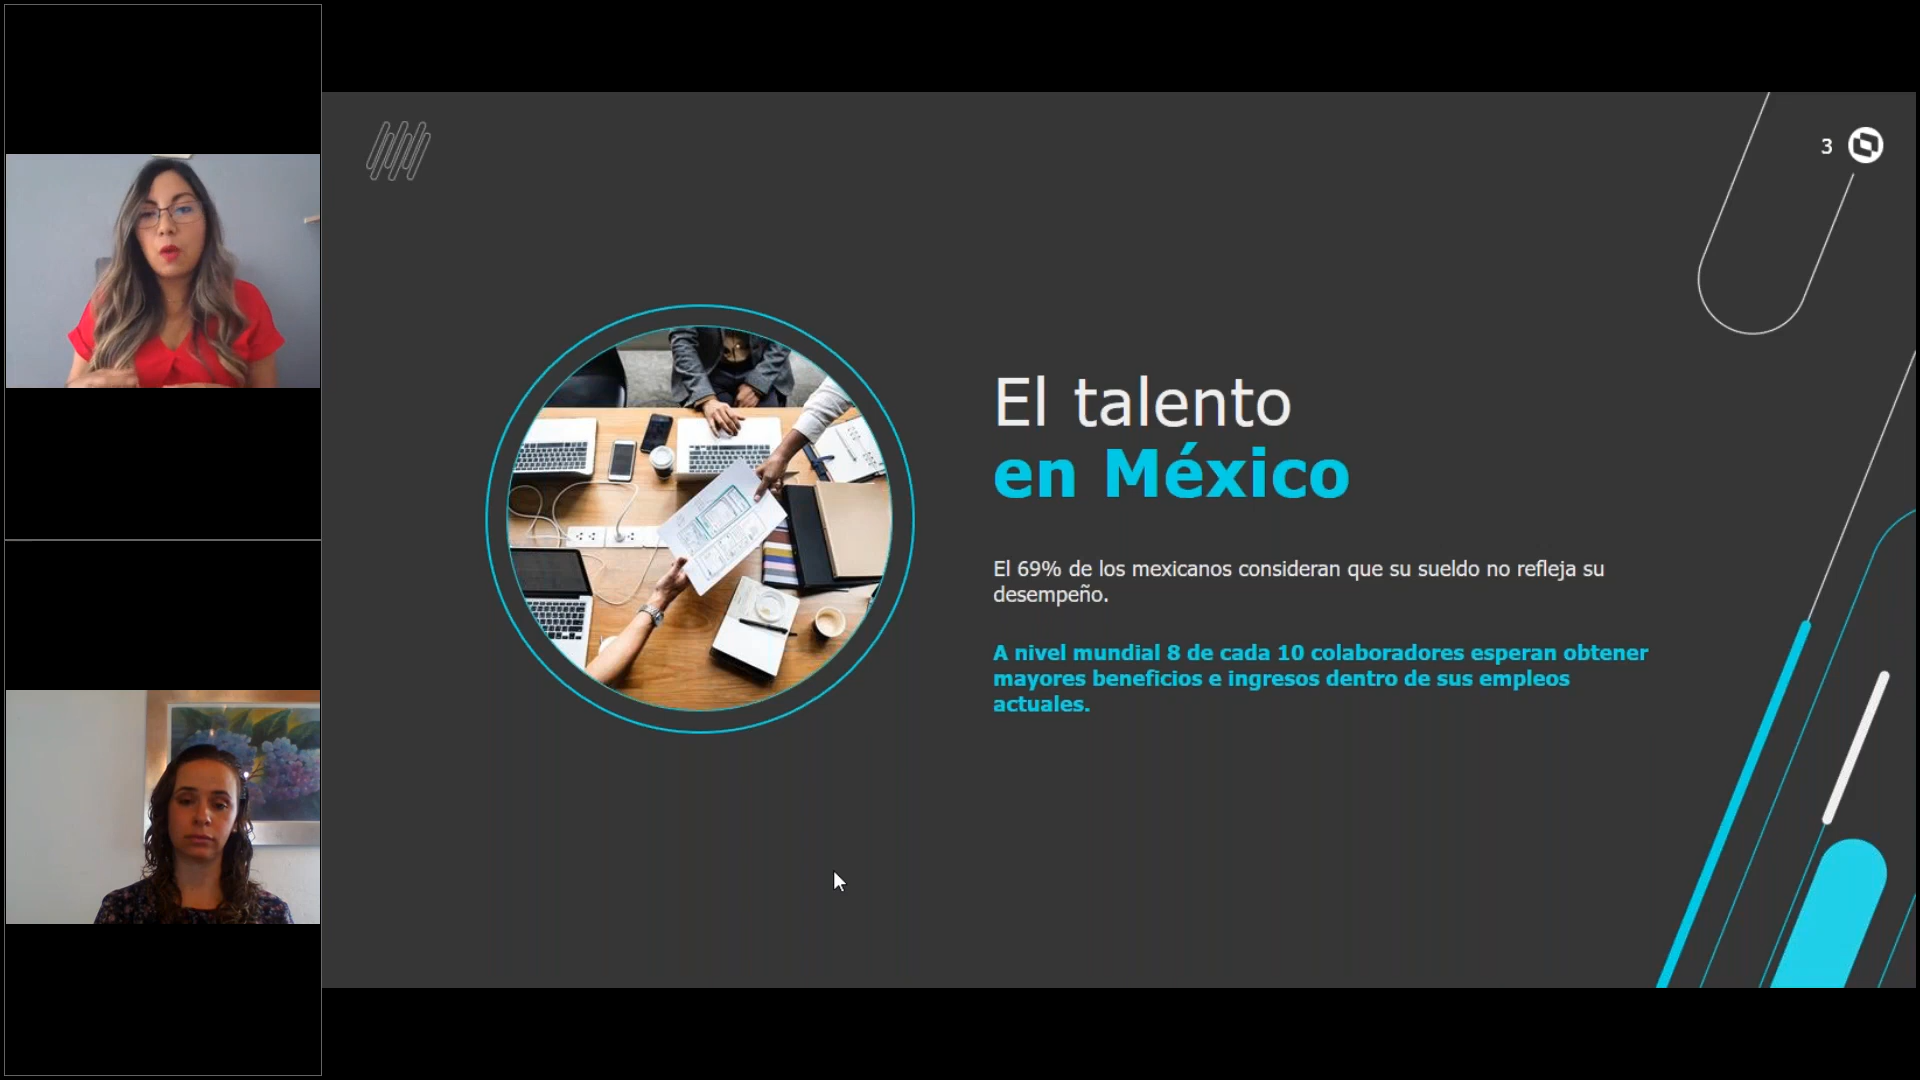 3
El talento
en México
El 69% de los mexicanos consideran que su sueldo no refleja su
desempeño.
A nivel mundial 8 de cada 10 colaboradores esperan obtener
mayores beneficios e ingresos dentro de sus empleos
actuales.